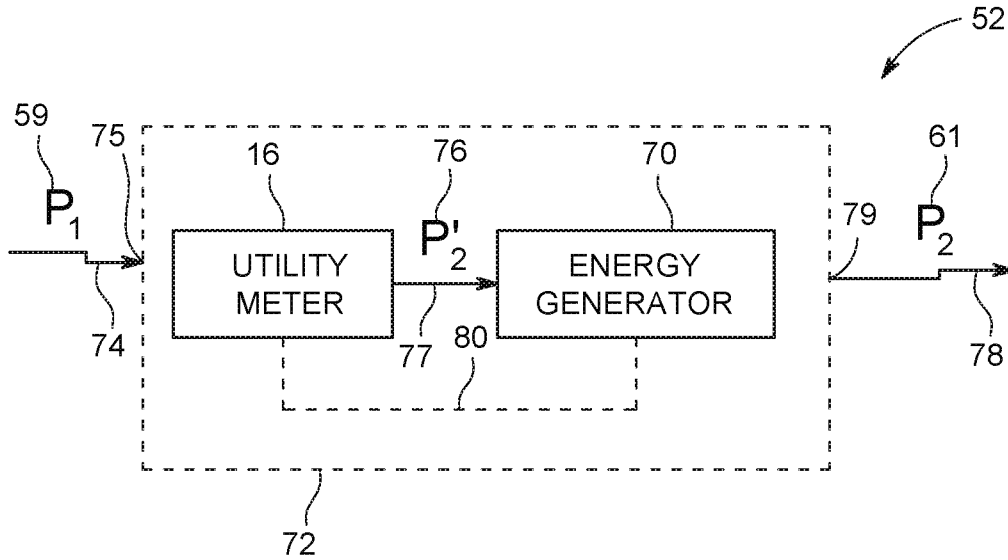 52
59
75
16
76
70
61
P1
P'2
P2
79
UTILITY
METER
ENERGY
GENERATOR
74
77
80
78
72